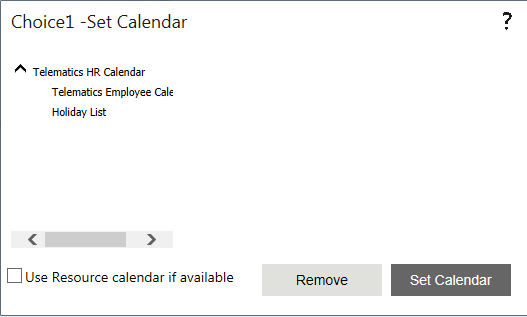 Choice1 -Set Calendar
?
Telematics HR Calendar
Telematics Employee Cale
Holiday List
Use Resource calendar if available
Remove
Set Calendar